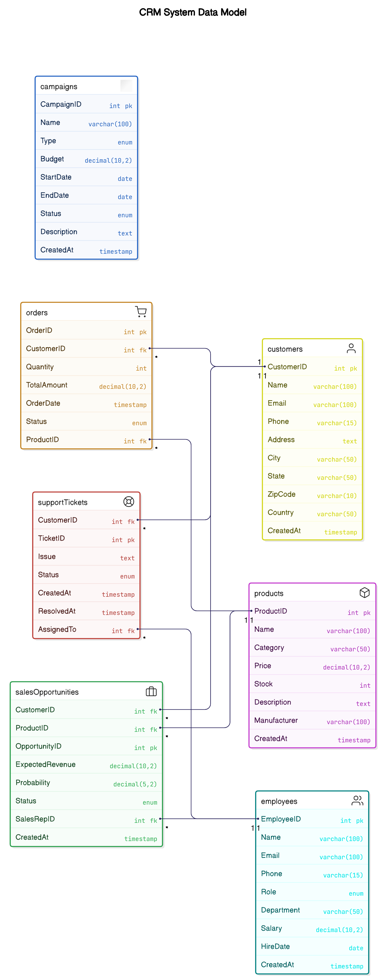 CRM System Data Model
campaigns
CampaignID int pk
Name varchar(100)
Type enum
Budget decimal(10,2)
StartDate date
EndDate date
Status enum
Description text
CreatedAt timestamp
orders
OrderID int pk
CustomerID int fk
Quantity int
TotalAmount decimal(10,2)
OrderDate timestamp
Status enum
ProductID int fk
customers
CustomerID int pk
Name varchar(100)
Email varchar(100)
Phone varchar(15)
Address text
City varchar(50)
State varchar(50)
ZipCode varchar(10)
Country varchar(50)
CreatedAt timestamp
1
1 1
supportTickets
CustomerID int fk
TicketID int pk
Issue text
Status enum
CreatedAt timestamp
ResolvedAt timestamp
AssignedTo int fk
products
ProductID int pk
Name varchar(100)
Category varchar(50)
Price decimal(10,2)
Stock int
Description text
Manufacturer varchar(100)
CreatedAt timestamp
1 1
salesOpportunities
CustomerID int fk
ProductID int fk
OpportunityID int pk
ExpectedRevenue decimal(10,2)
Probability decimal(5,2)
Status enum
SalesRepID int fk
CreatedAt timestamp
employees
EmployeeID int pk
Name varchar(100)
Email varchar(100)
Phone varchar(15)
Role enum
Department varchar(50)
Salary decimal(10,2)
HireDate date
CreatedAt timestamp
1 1